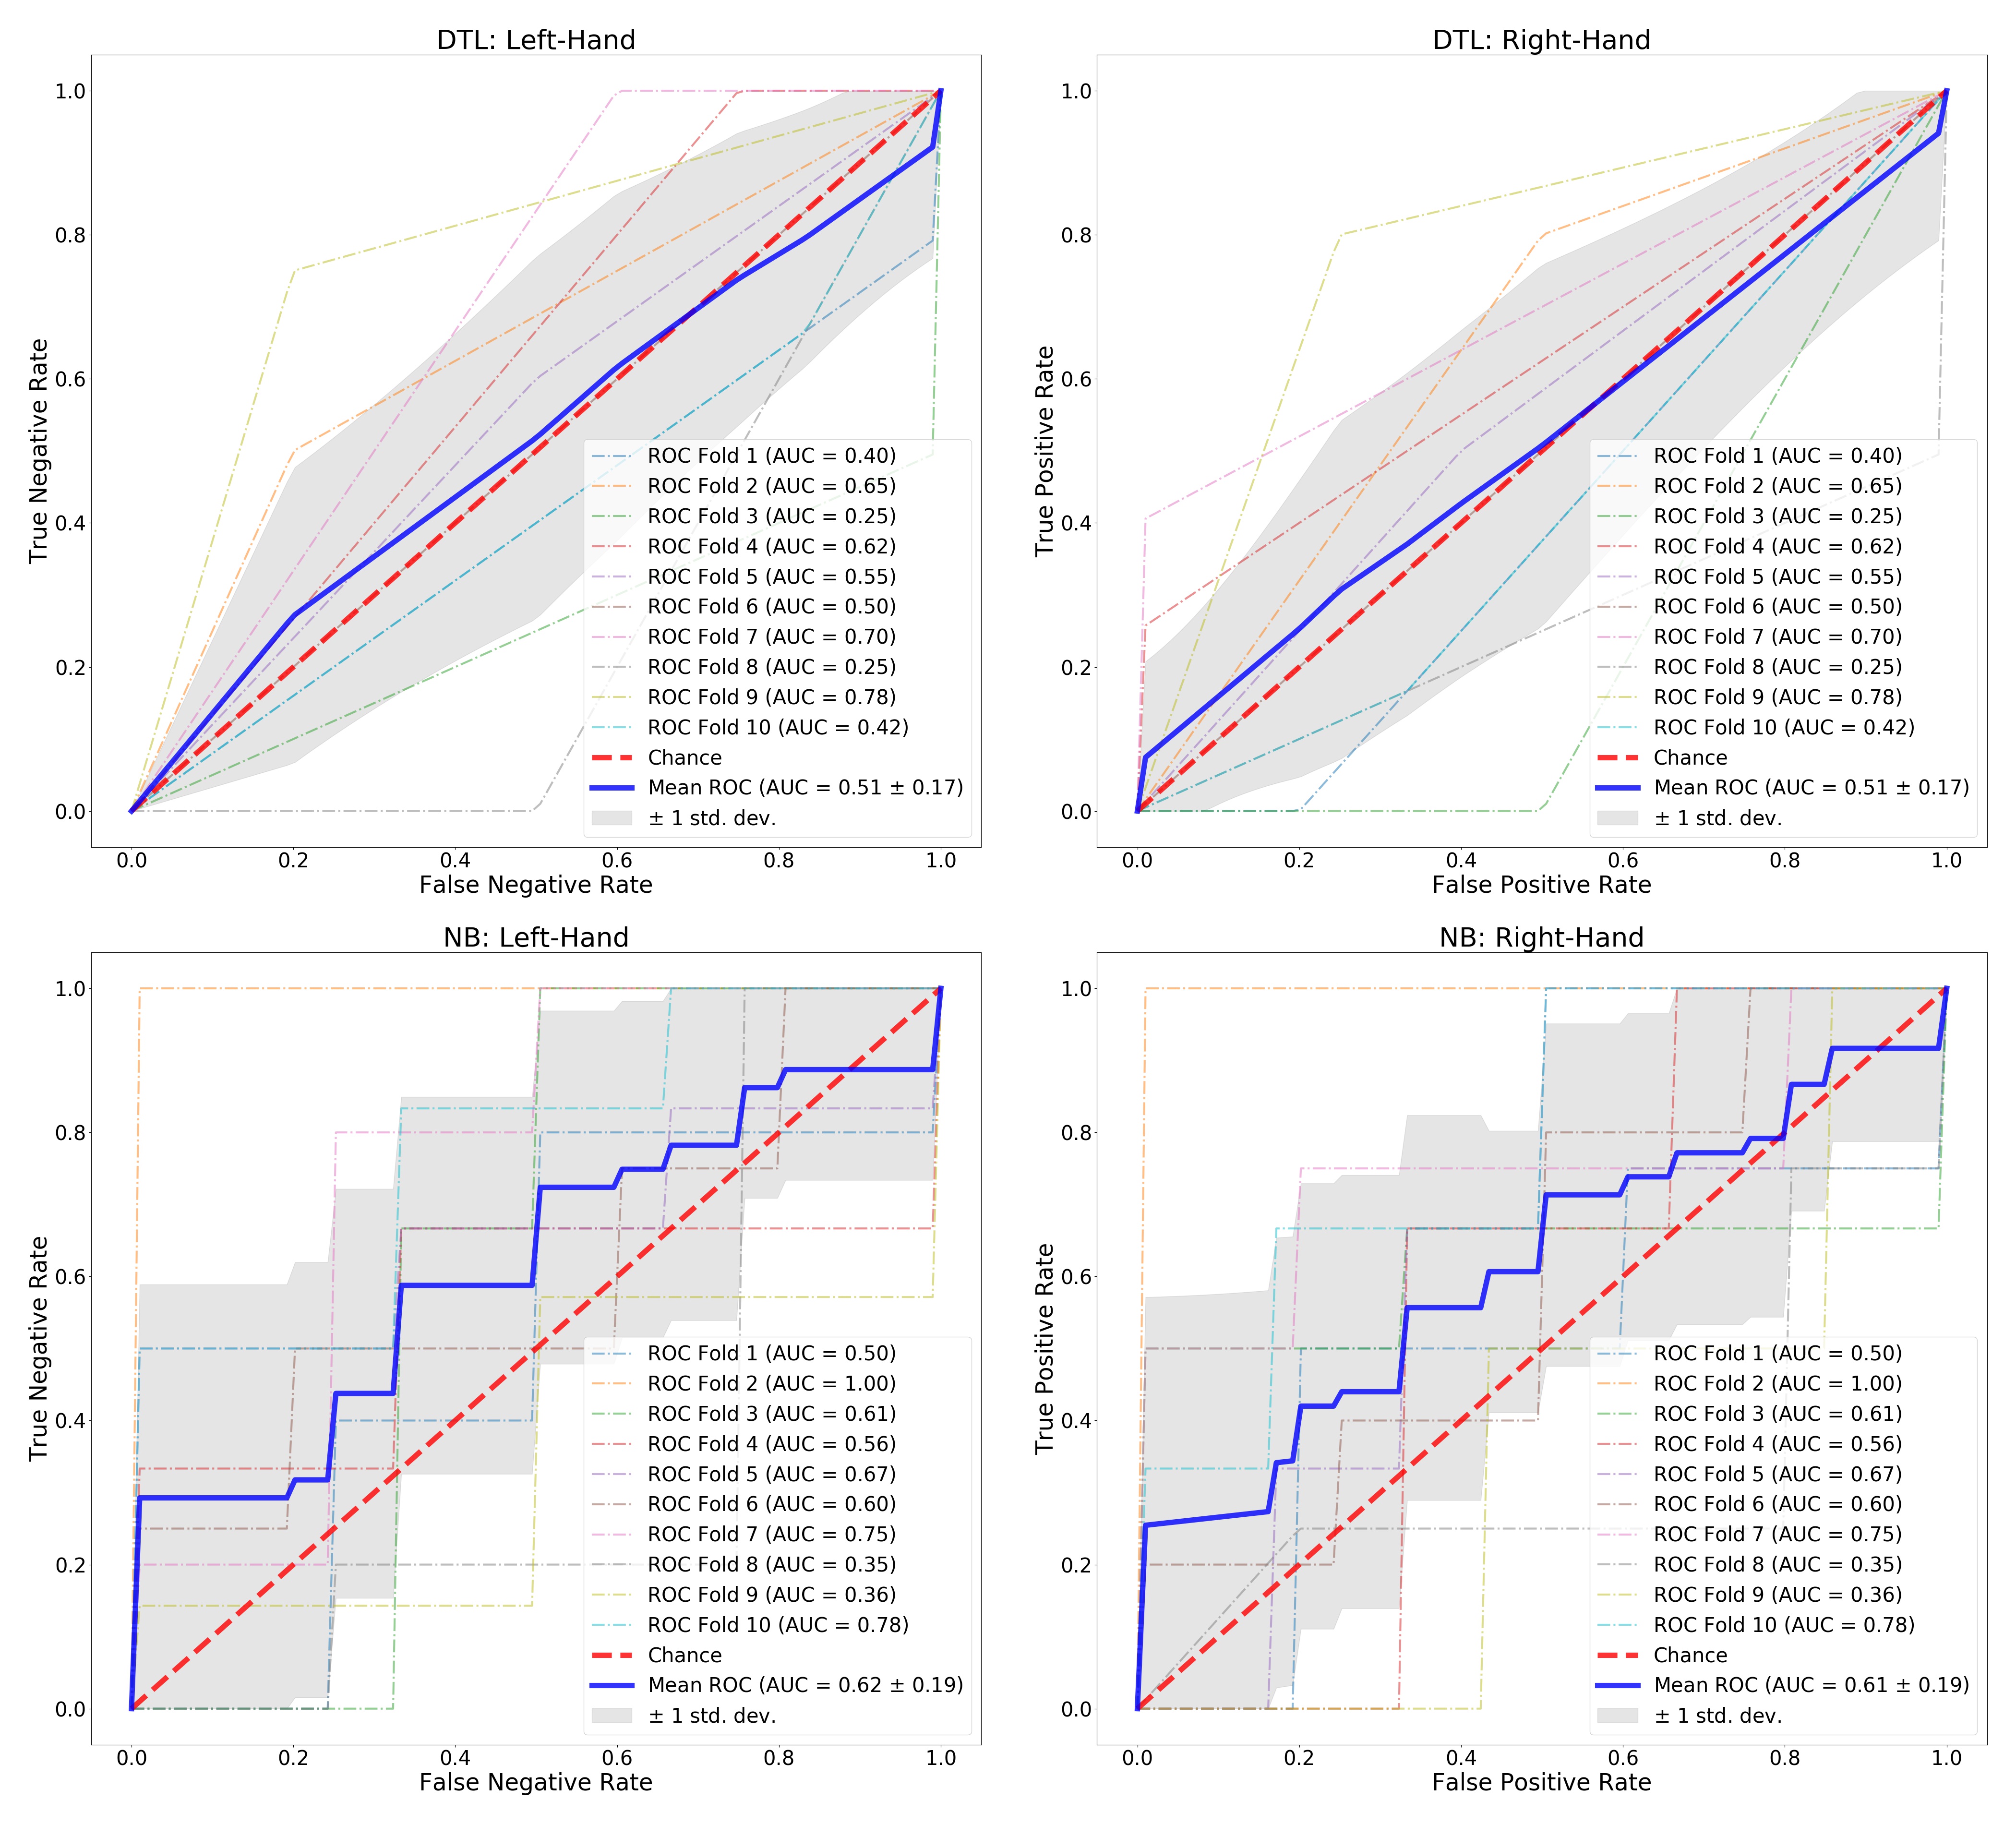 DTL: Left-Hand
True Negative Rate
1.0
0.8
0.6
0.4
0.2
0.0
ROC Fold 1 (AUC = 0.40)
ROC Fold 2 (AUC = 0.65)
ROC Fold 3 (AUC = 0.25)
ROC Fold 4 (AUC = 0.62)
ROC Fold 5 (AUC = 0.55)
ROC Fold 6 (AUC = 0.50)
ROC Fold 7 (AUC = 0.70)
ROC Fold 8 (AUC = 0.25)
ROC Fold 9 (AUC = 0.78)
ROC Fold 10 (AUC = 0.42)
Chance
Mean ROC (AUC = 0.51 ± 0.17)
± 1 std. dev.
0.0 0.2 0.4 0.6 0.8 1.0
False Negative Rate
DTL: Right-Hand
True Positive Rate
1.0
0.8
0.6
0.4
0.2
0.0
ROC Fold 1 (AUC = 0.40)
ROC Fold 2 (AUC = 0.65)
ROC Fold 3 (AUC = 0.25)
ROC Fold 4 (AUC = 0.62)
ROC Fold 5 (AUC = 0.55)
ROC Fold 6 (AUC = 0.50)
ROC Fold 7 (AUC = 0.70)
ROC Fold 8 (AUC = 0.25)
ROC Fold 9 (AUC = 0.78)
ROC Fold 10 (AUC = 0.42)
Chance
Mean ROC (AUC = 0.51 ± 0.17)
± 1 std. dev.
0.0 0.2 0.4 0.6 0.8 1.0
False Positive Rate
NB: Left-Hand
True Negative Rate
1.0
0.8
0.6
0.4
0.2
0.0
ROC Fold 1 (AUC = 0.50)
ROC Fold 2 (AUC = 1.00)
ROC Fold 3 (AUC = 0.61)
ROC Fold 4 (AUC = 0.56)
ROC Fold 5 (AUC = 0.67)
ROC Fold 6 (AUC = 0.60)
ROC Fold 7 (AUC = 0.75)
ROC Fold 8 (AUC = 0.35)
ROC Fold 9 (AUC = 0.36)
ROC Fold 10 (AUC = 0.78)
Chance
Mean ROC (AUC = 0.62 ± 0.19)
± 1 std. dev.
0.0 0.2 0.4 0.6 0.8 1.0
False Negative Rate
NB: Right-Hand
True Positive Rate
1.0
0.8
0.6
0.4
0.2
0.0
ROC Fold 1 (AUC = 0.50)
ROC Fold 2 (AUC = 1.00)
ROC Fold 3 (AUC = 0.61)
ROC Fold 4 (AUC = 0.56)
ROC Fold 5 (AUC = 0.67)
ROC Fold 6 (AUC = 0.60)
ROC Fold 7 (AUC = 0.75)
ROC Fold 8 (AUC = 0.35)
ROC Fold 9 (AUC = 0.36)
ROC Fold 10 (AUC = 0.78)
Chance
Mean ROC (AUC = 0.61 ± 0.19)
± 1 std. dev.
0.0 0.2 0.4 0.6 0.8 1.0
False Positive Rate